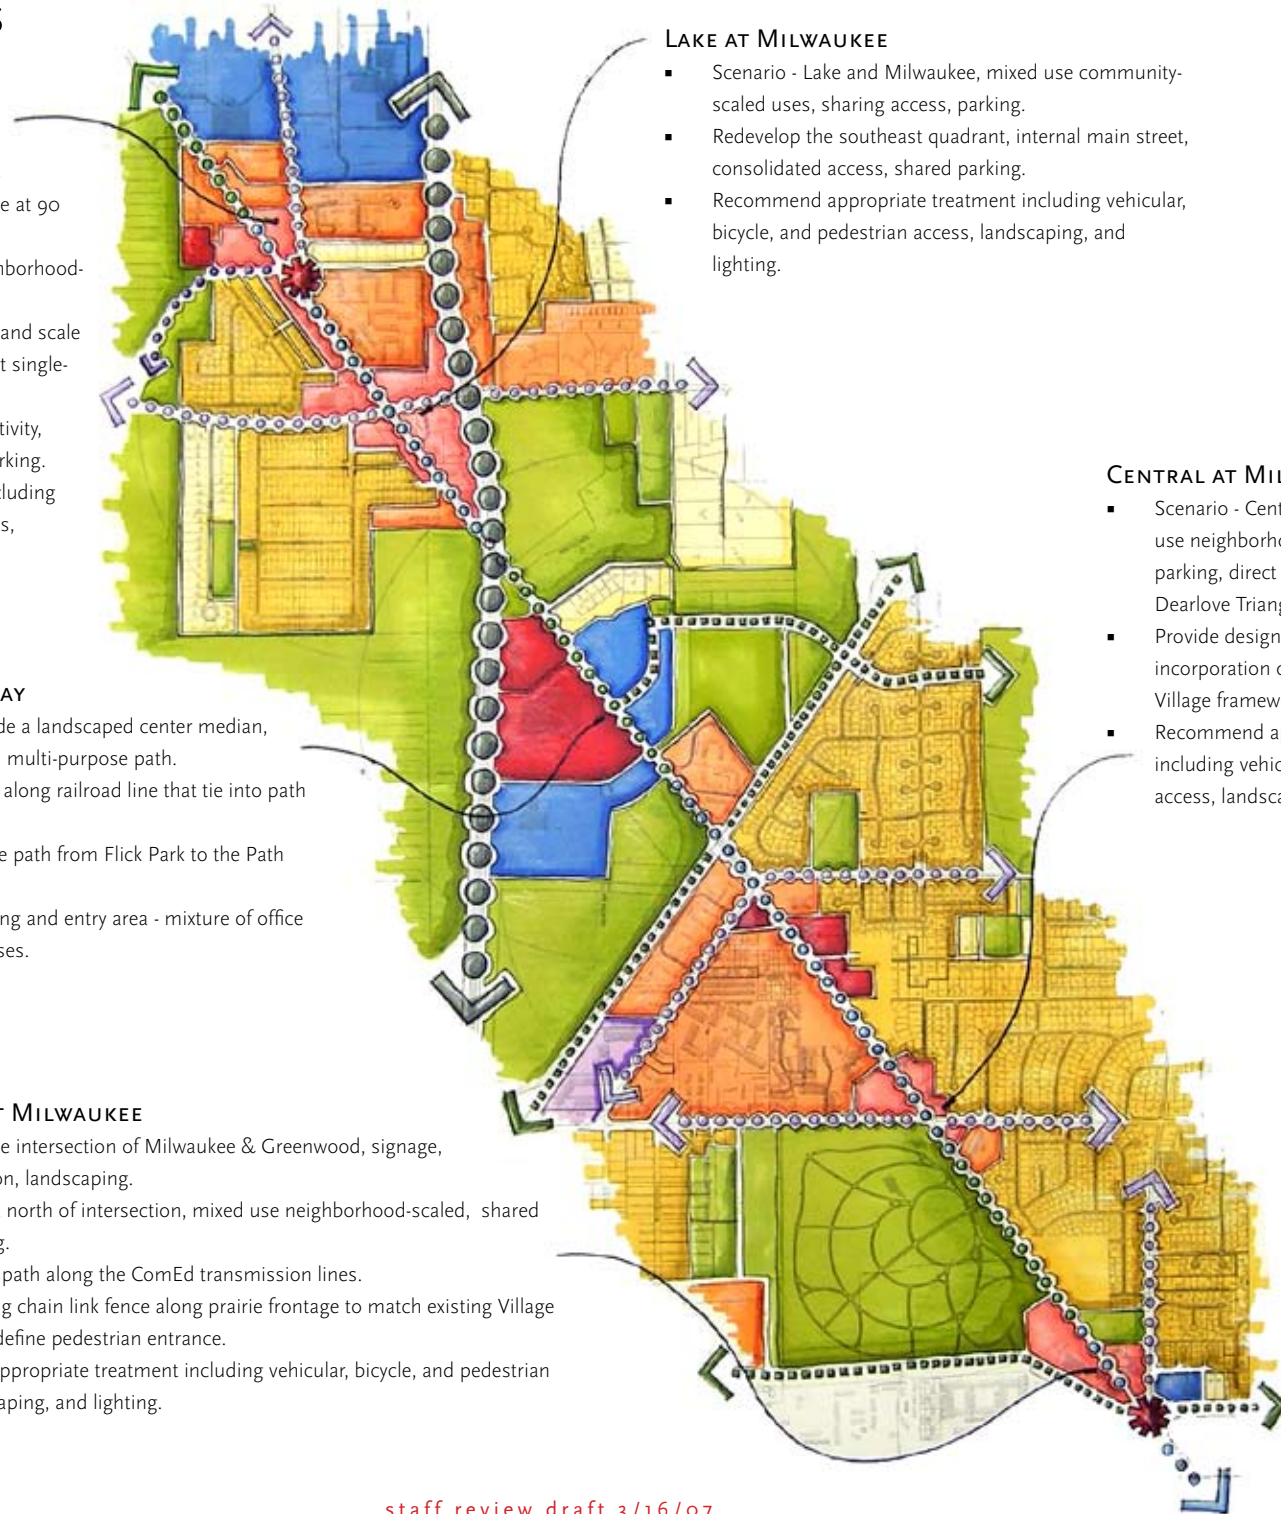 S
LAKE AT MILWAUKEE
▪ Scenario - Lake and Milwaukee, mixed use community-
scaled uses, sharing access, parking.
▪ Redevelop the southeast quadrant, internal main street,
consolidated access, shared parking.
▪ Recommend appropriate treatment including vehicular,
bicycle, and pedestrian access, landscaping, and
lighting.
e at 90
borhood-
and scale
t single-
tivity,
rking.
cluding
s,
CENTRAL AT MIL
▪ Scenario - Cent
use neighborho
parking, direct
Dearlove Triang
▪ Provide design
incorporation o
Village framew
▪ Recommend a
including vehic
access, landsca
AY
de a landscaped center median,
multi-purpose path.
along railroad line that tie into path
e path from Flick Park to the Path
ng and entry area - mixture of office
ses.
T MILWAUKEE
e intersection of Milwaukee & Greenwood, signage,
on, landscaping.
north of intersection, mixed use neighborhood-scaled, shared
g.
path along the ComEd transmission lines.
g chain link fence along prairie frontage to match existing Village
define pedestrian entrance.
ppropriate treatment including vehicular, bicycle, and pedestrian
aping, and lighting.
staff review draft 3/16/07